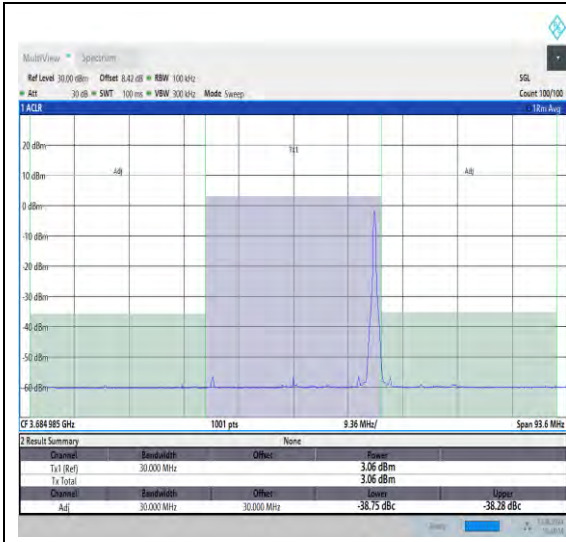 MultiView Spectrum
Ref Level 30.00 dBm Offset 8.42 dB RBW 100 kHz SGL
Att 30 dB SWT 100 ms VBW 300 kHz Mode Sweep Count 100/100
1 ACLR 1Rm Avg
20 dBm
Tx1
Adj Adj
10 dBm
0 dBm
-10 dBm
-20 dBm
-30 dBm
-40 dBm
-50 dBm
-60 dBm
CF 3.684 985 GHz 1001 pts 9.36 MHz/ Span 93.6 MHz
2 Result Summary None
Channel Bandwidth Offset Power
Tx1 (Ref) 30.000 MHz 3.06 dBm
Tx Total 3.06 dBm
Channel Bandwidth Offset Lower Upper
Adj 30.000 MHz 30.000 MHz -38.75 dBc -38.28 dBc